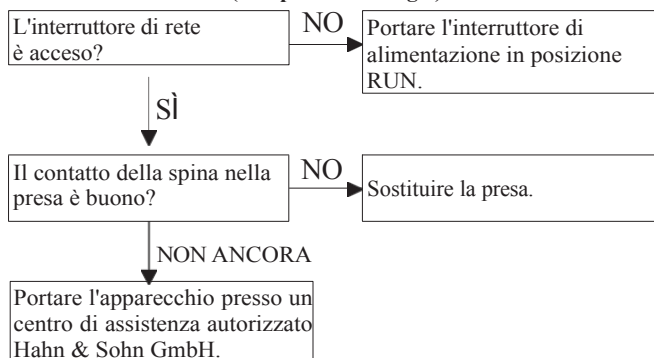 L'interruttore di rete
è acceso?
NO
Portare l'interruttore di
alimentazione in posizione
RUN.
SÌ
Il contatto della spina nella
presa è buono?
NO
Sostituire la presa.
NON ANCORA
Portare l'apparecchio presso un
centro di assistenza autorizzato
Hahn & Sohn GmbH.